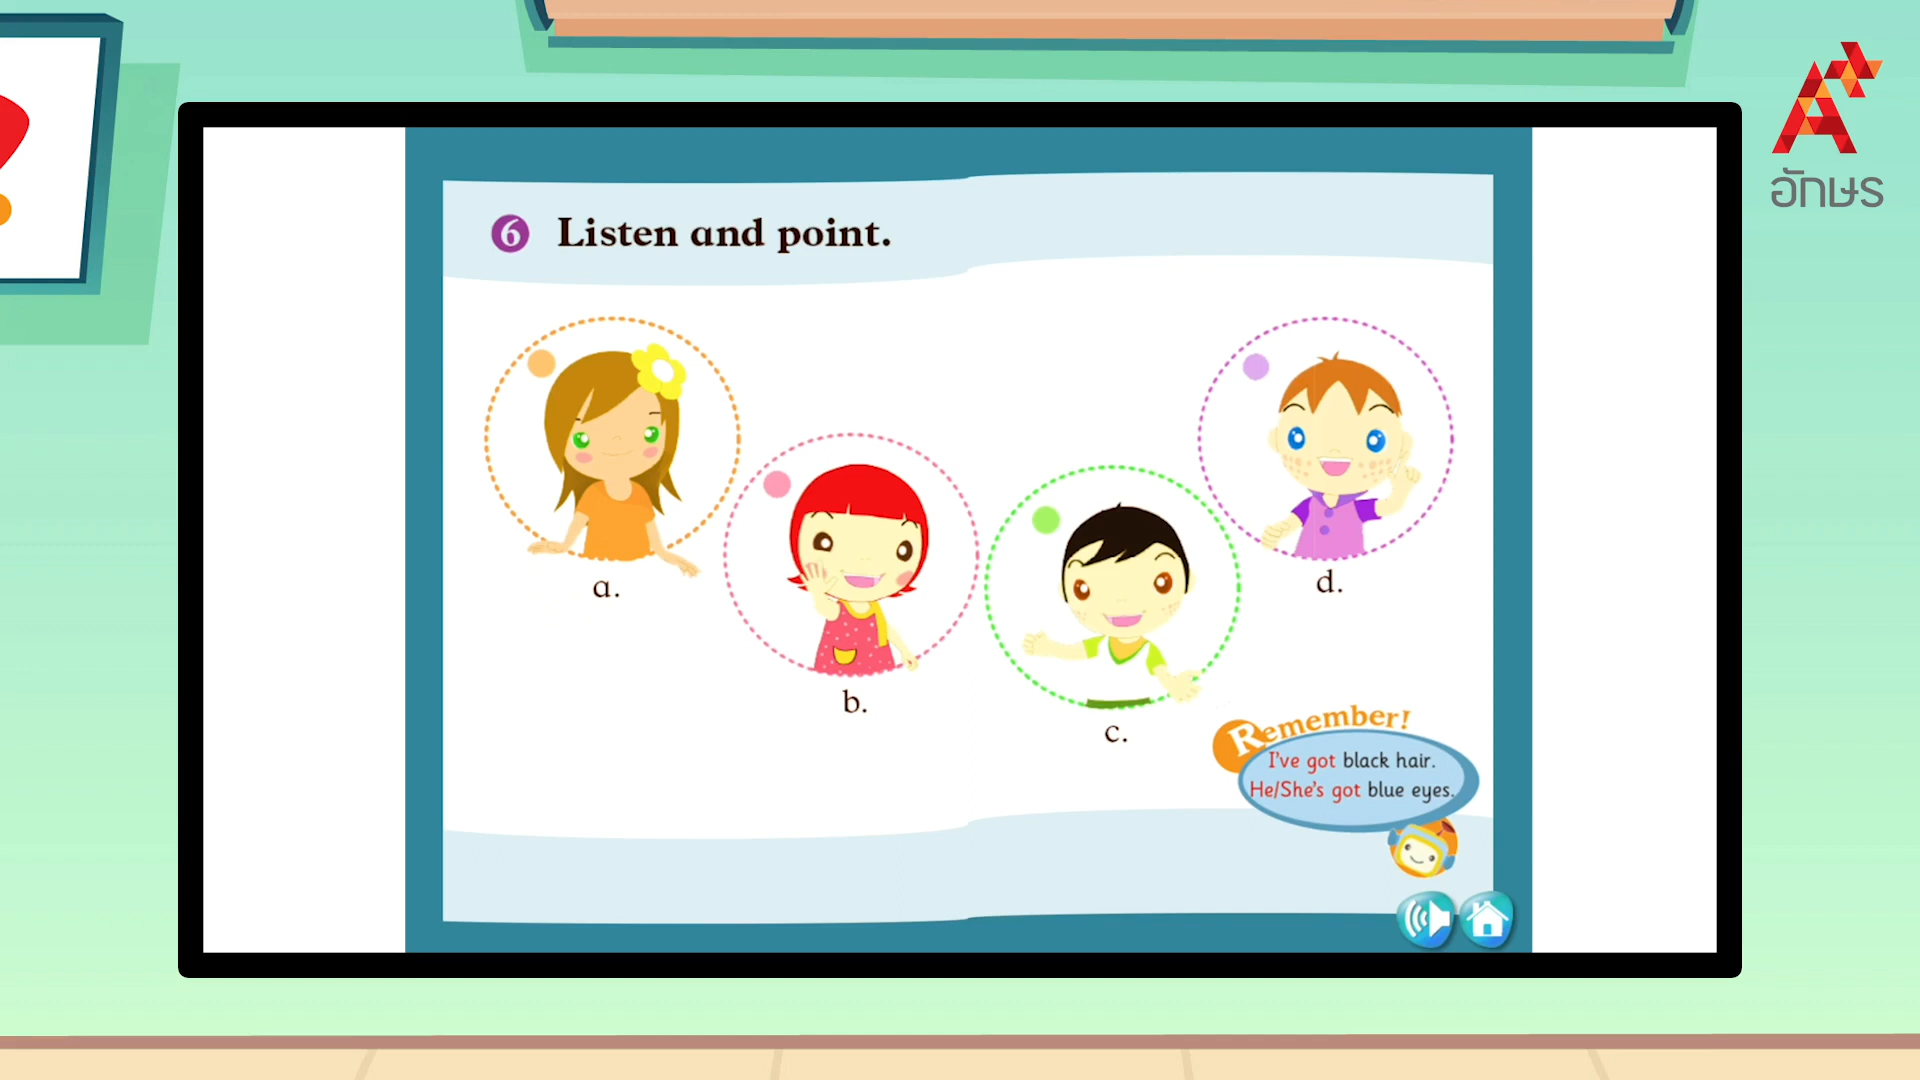 อักษร
6 Listen and point.
a.
b.
c.
d.
Remember!
I've got black hair.
He/She's got blue eyes.